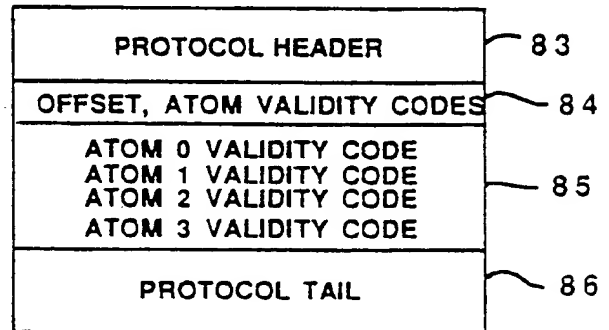 PROTOCOL HEADER 83
OFFSET, ATOM VALIDITY CODES 84
ATOM 0 VALIDITY CODE
ATOM 1 VALIDITY CODE
ATOM 2 VALIDITY CODE 85
ATOM 3 VALIDITY CODE
PROTOCOL TAIL 86